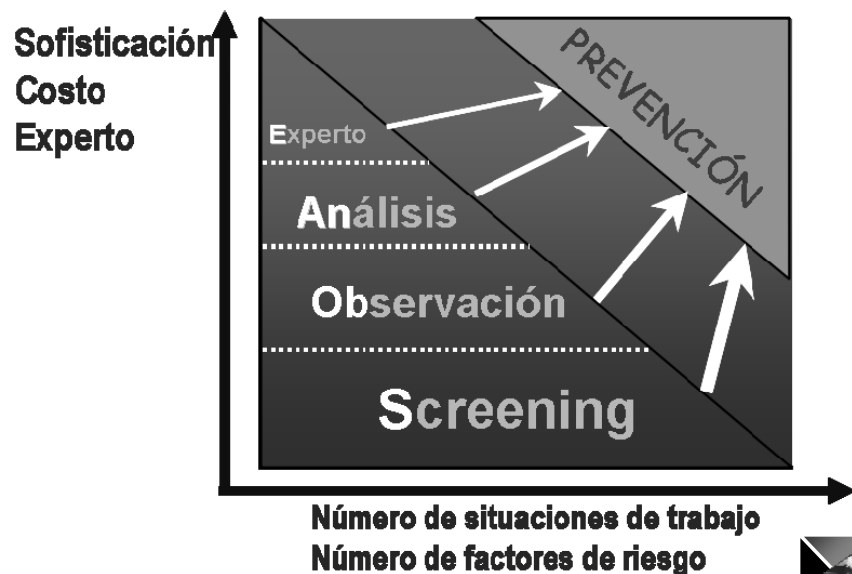 Sofisticación
Costo
Experto
PREVENCIÓN
Experto
Análisis
Observación
Screening
Número de situaciones de trabajo
Número de factores de riesgo